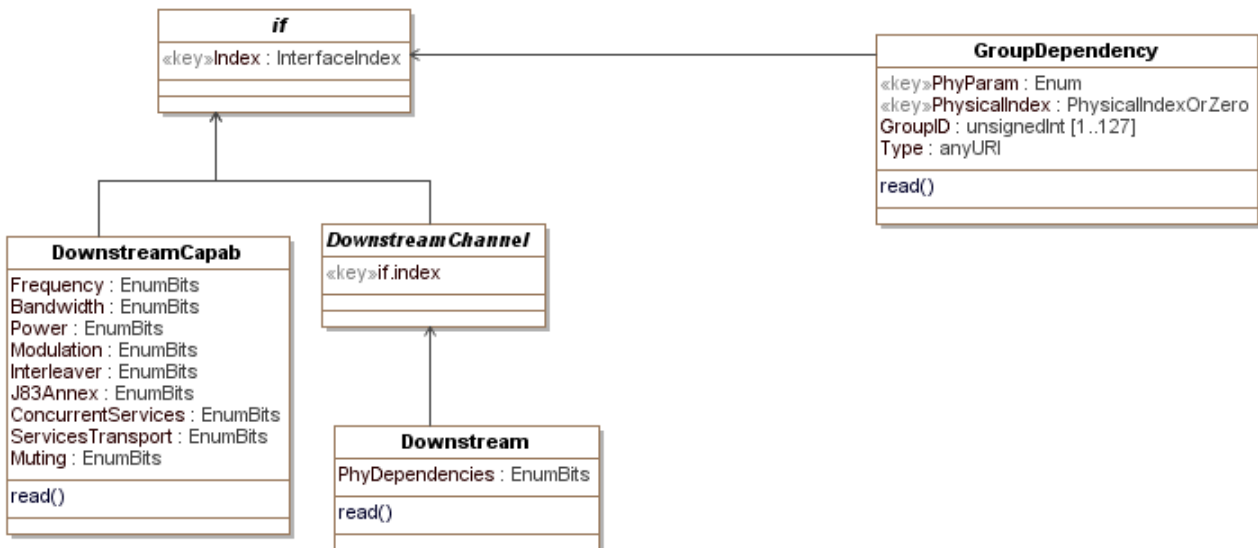 if
«key»Index : InterfaceIndex
GroupDependency
«key»PhyParam : Enum
«key»PhysicalIndex : PhysicalIndexOrZero
GroupID : unsignedInt [1..127]
Type : anyURI
read()
DownstreamCapab
Frequency : EnumBits
Bandwidth : EnumBits
Power : EnumBits
Modulation : EnumBits
Interleaver : EnumBits
J83Annex : EnumBits
ConcurrentServices : EnumBits
ServicesTransport : EnumBits
Muting : EnumBits
read()
DownstreamChannel
«key»if.index
Downstream
PhyDependencies : EnumBits
read()